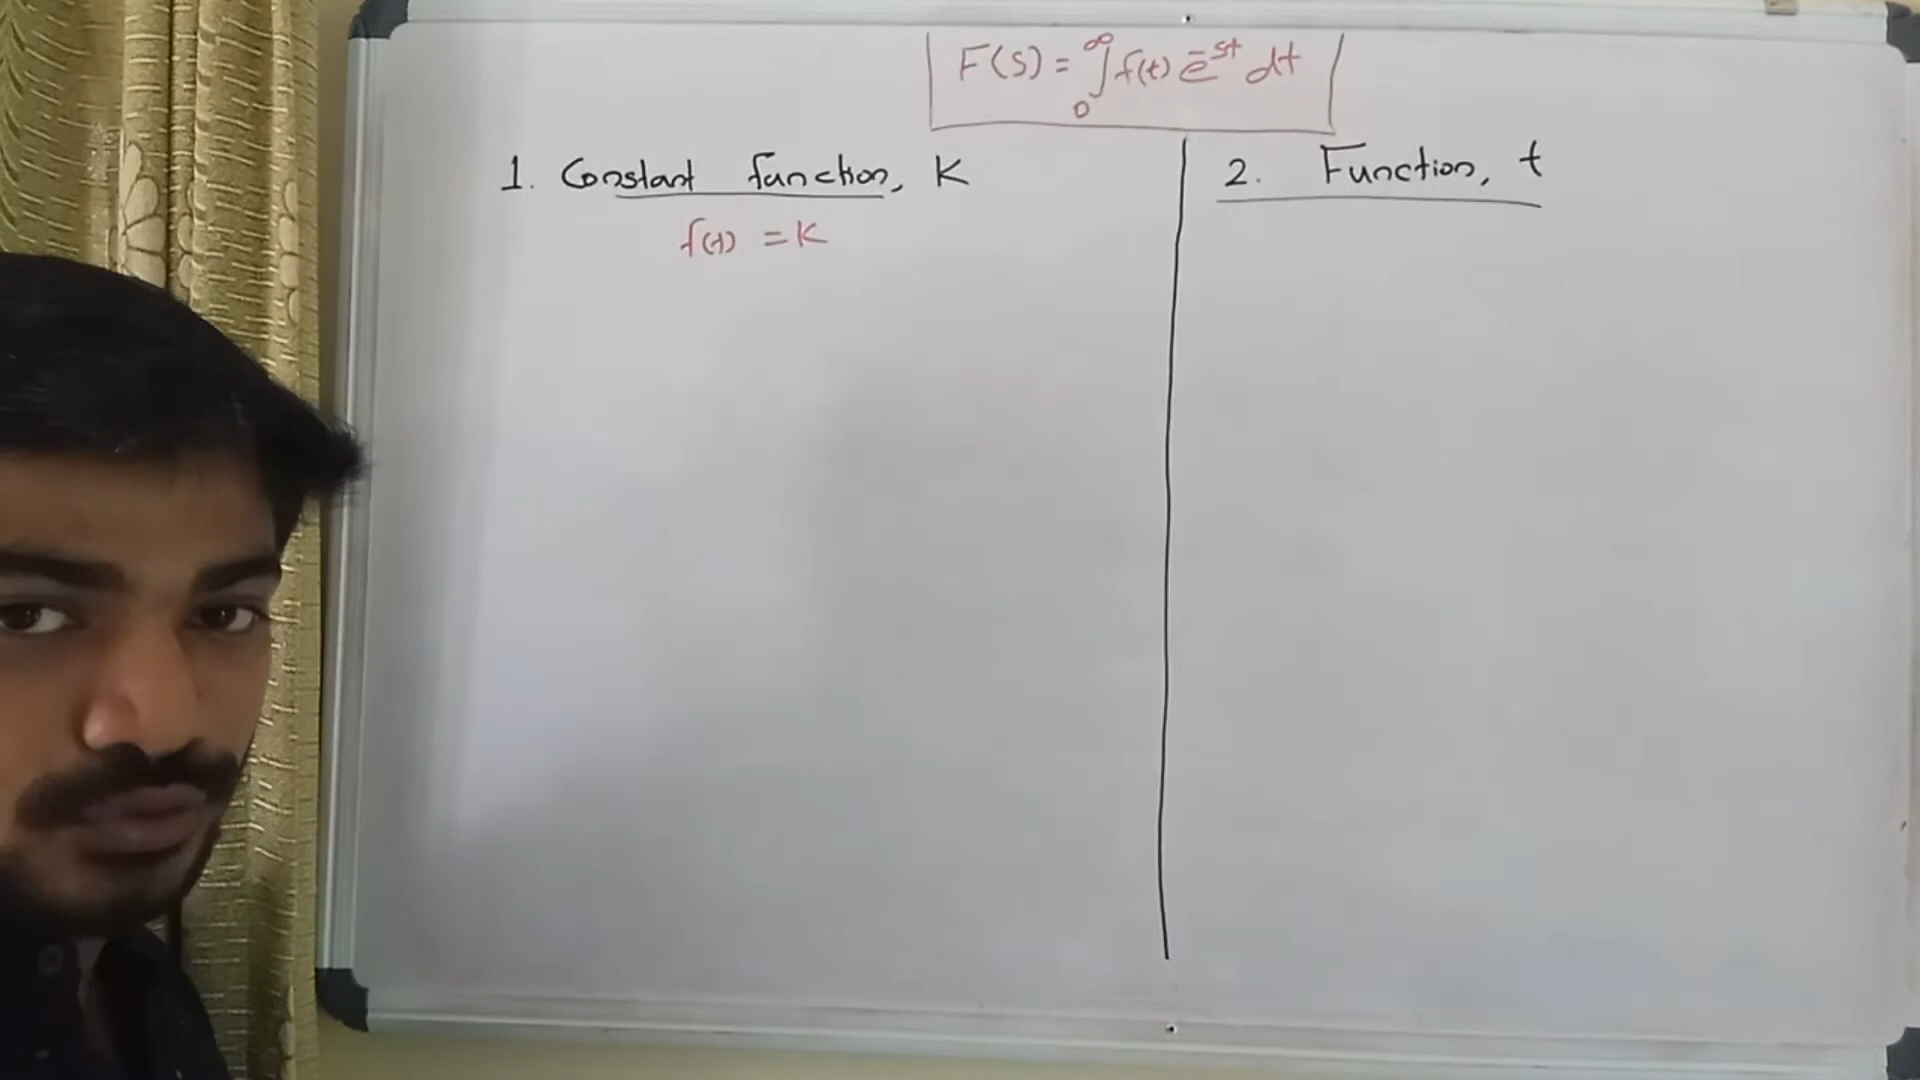 F(s) = ∫₀^∞ f(t) e^-st dt
1. Constant function, K
f(t) = K
2. Function, t